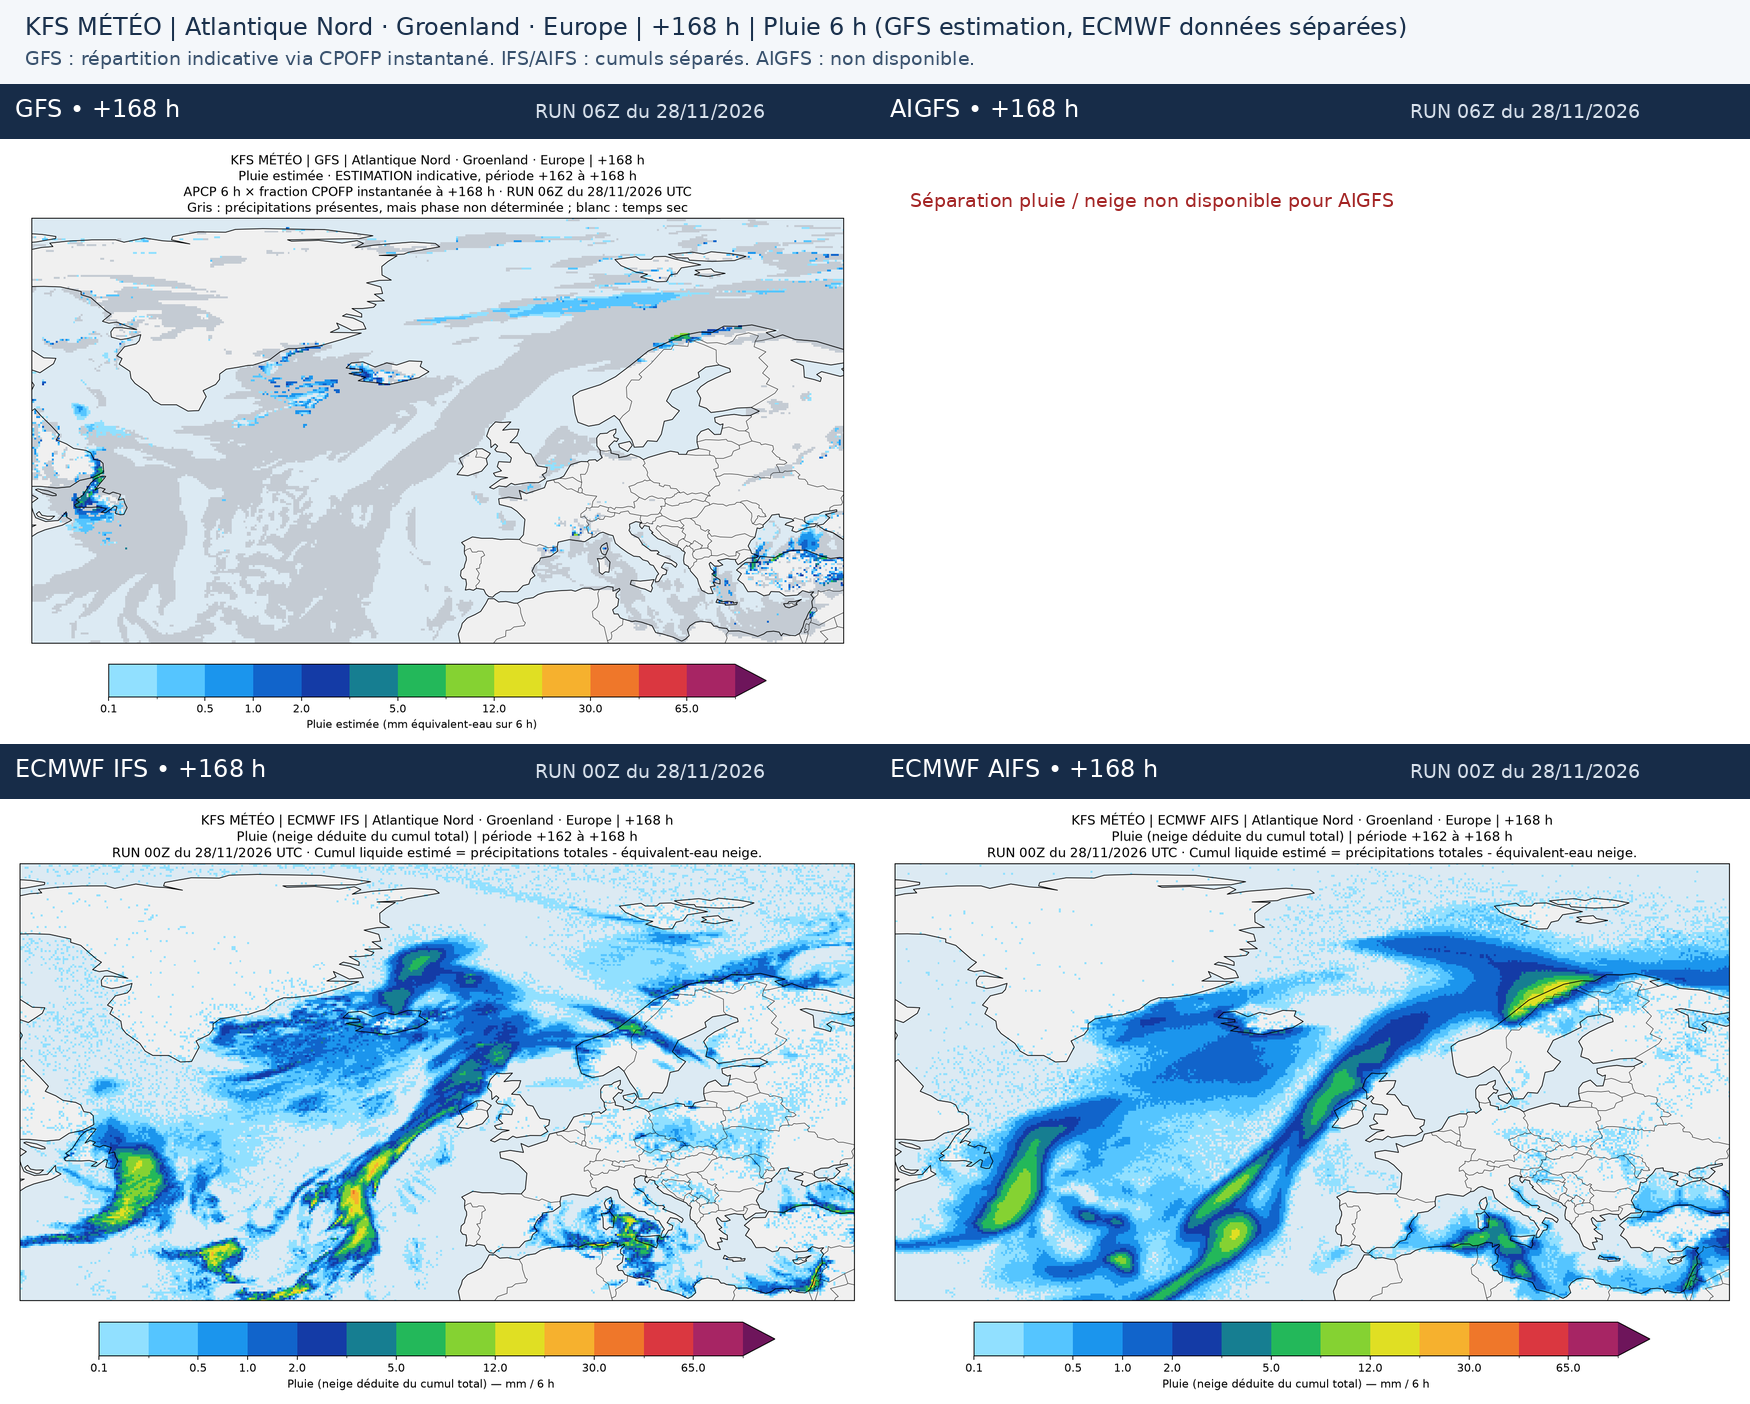 KFS MÉTÉO | Atlantique Nord · Groenland · Europe | +168 h | Pluie 6 h (GFS estimation, ECMWF données séparées)
GFS : répartition indicative via CPOFP instantané. IFS/AIFS : cumuls séparés. AIGFS : non disponible.
GFS • +168 h
RUN 06Z du 28/11/2026
AIGFS • +168 h
RUN 06Z du 28/11/2026
KFS MÉTÉO | GFS | Atlantique Nord · Groenland · Europe | +168 h
Pluie estimée · ESTIMATION indicative, période +162 à +168 h
APCP 6 h × fraction CPOFP instantanée à +168 h · RUN 06Z du 28/11/2026 UTC
Gris : précipitations présentes, mais phase non déterminée ; blanc : temps sec
Séparation pluie / neige non disponible pour AIGFS
0.1 0.5 1.0 2.0 5.0 12.0 30.0 65.0
Pluie estimée (mm équivalent-eau sur 6 h)
ECMWF IFS • +168 h
RUN 00Z du 28/11/2026
ECMWF AIFS • +168 h
RUN 00Z du 28/11/2026
KFS MÉTÉO | ECMWF IFS | Atlantique Nord · Groenland · Europe | +168 h
Pluie (neige déduite du cumul total) | période +162 à +168 h
RUN 00Z du 28/11/2026 UTC · Cumul liquide estimé = précipitations totales - équivalent-eau neige.
KFS MÉTÉO | ECMWF AIFS | Atlantique Nord · Groenland · Europe | +168 h
Pluie (neige déduite du cumul total) | période +162 à +168 h
RUN 00Z du 28/11/2026 UTC · Cumul liquide estimé = précipitations totales - équivalent-eau neige.
0.1 0.5 1.0 2.0 5.0 12.0 30.0 65.0
Pluie (neige déduite du cumul total) — mm / 6 h
0.1 0.5 1.0 2.0 5.0 12.0 30.0 65.0
Pluie (neige déduite du cumul total) — mm / 6 h